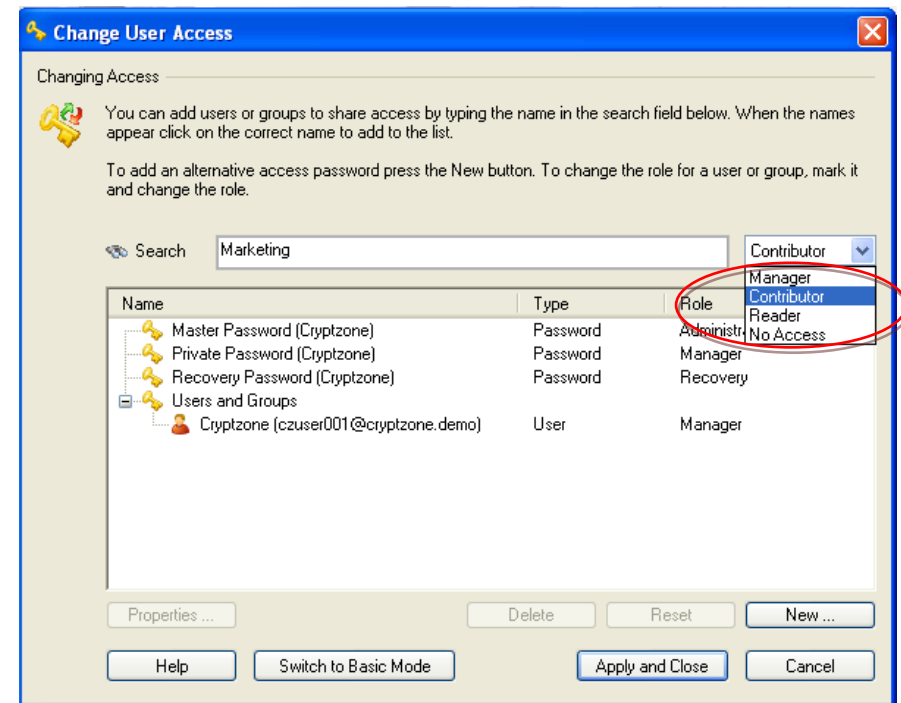 Change User Access
Changing Access
You can add users or groups to share access by typing the name in the search field below. When the names
appear click on the correct name to add to the list.
To add an alternative access password press the New button. To change the role for a user or group, mark it
and change the role.
Search Marketing Contributor
Manager
Contributor
Reader
No Access
Name Type Role
Master Password (Cryptzone) Password Administr
Private Password (Cryptzone) Password Manager
Recovery Password (Cryptzone) Password Recovery
Users and Groups
Cryptzone (czuser001@cryptzone.demo) User Manager
Properties ... Delete Reset New ...
Help Switch to Basic Mode Apply and Close Cancel